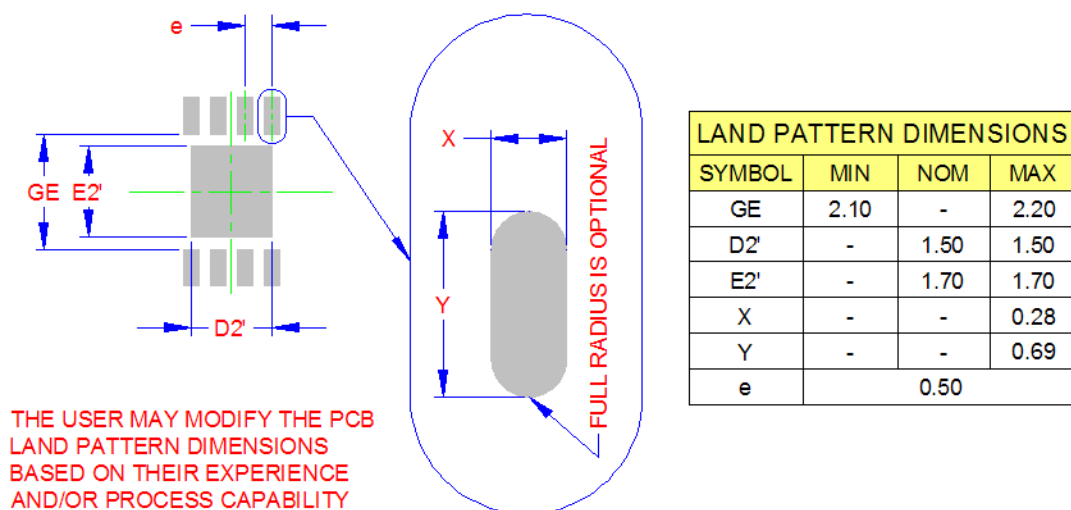 e
GE E2'
D2'
X
Y
FULL RADIUS IS OPTIONAL
THE USER MAY MODIFY THE PCB
LAND PATTERN DIMENSIONS
BASED ON THEIR EXPERIENCE
AND/OR PROCESS CAPABILITY
LAND PATTERN DIMENSIONS
SYMBOL MIN NOM MAX
GE 2.10 - 2.20
D2' - 1.50 1.50
E2' - 1.70 1.70
X - - 0.28
Y - - 0.69
e 0.50